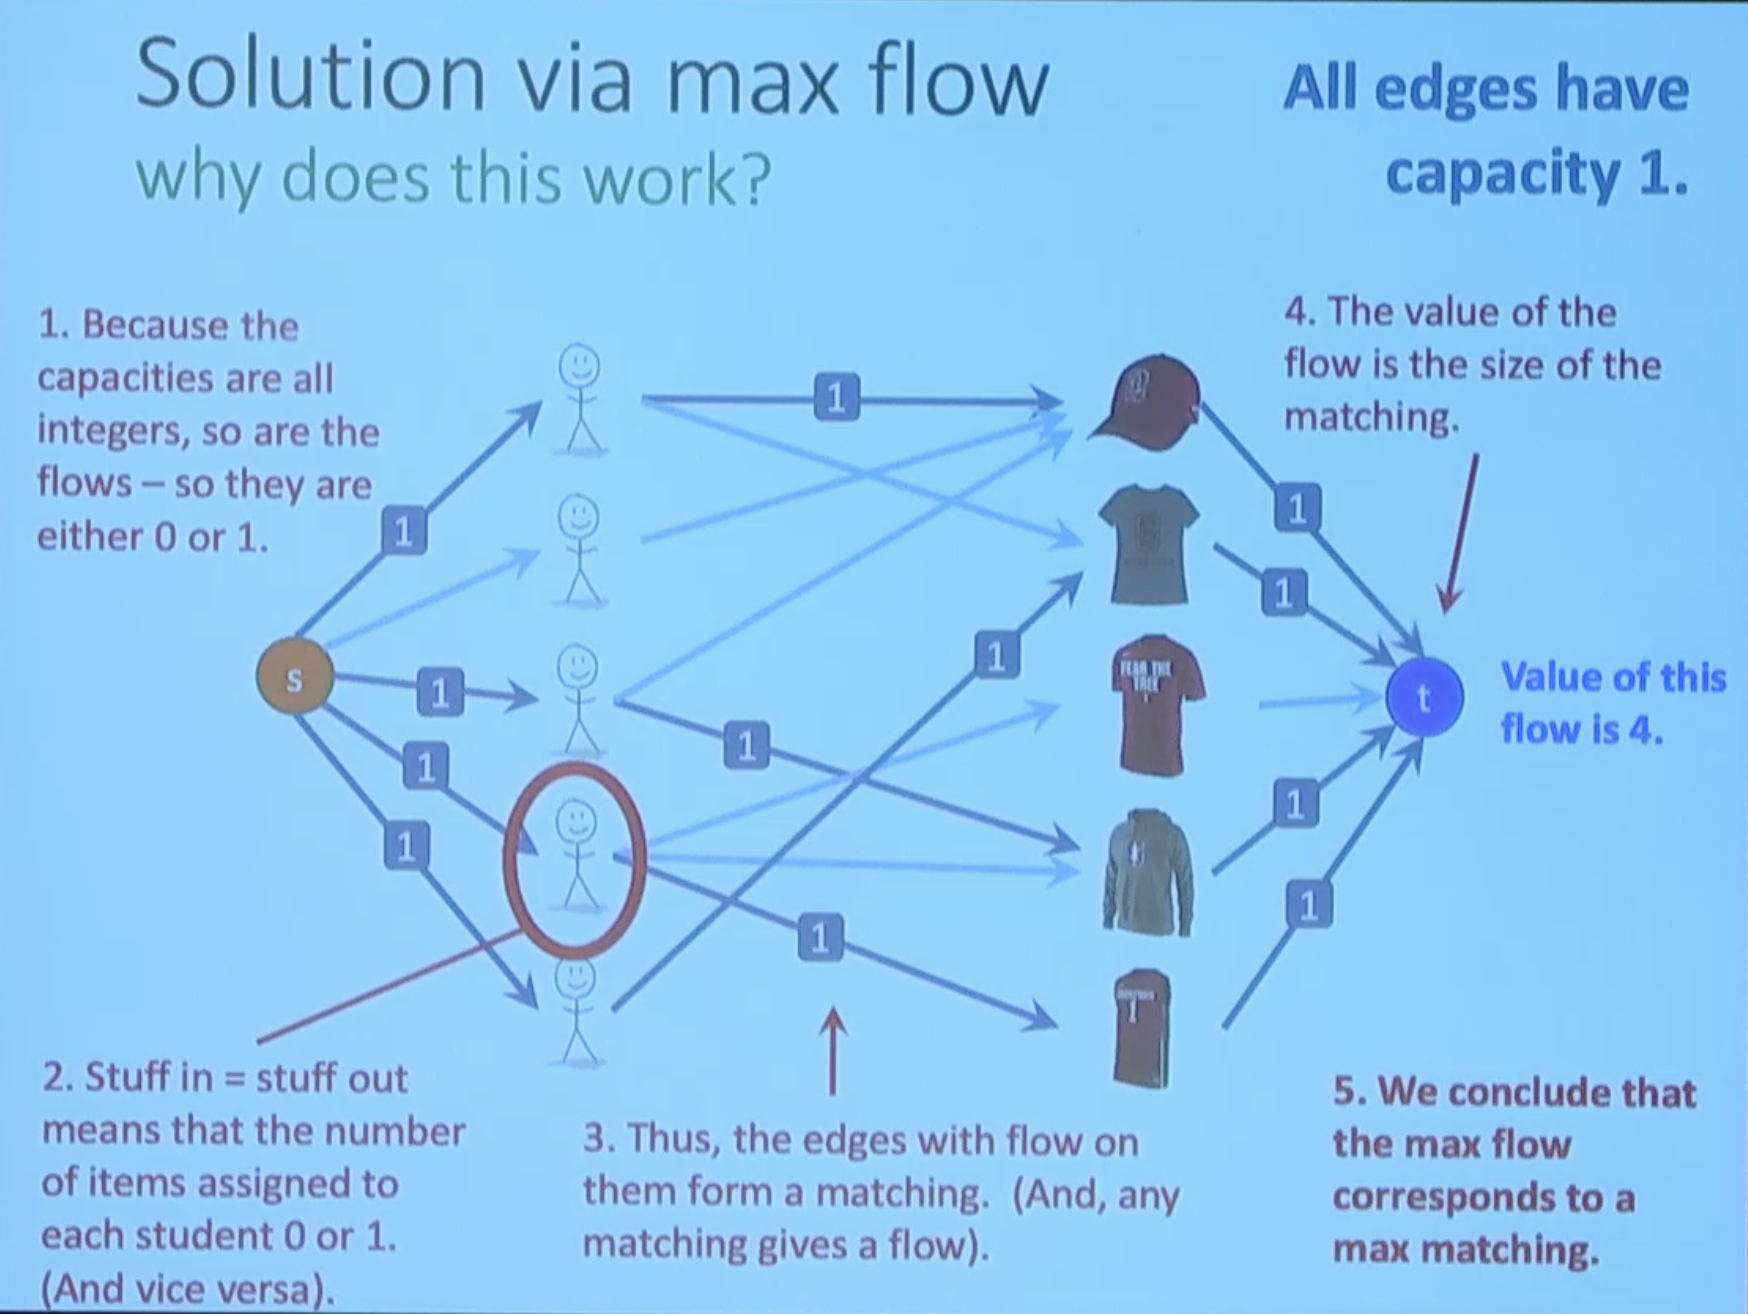 Solution via max flow
why does this work?
All edges have
capacity 1.
1. Because the
capacities are all
integers, so are the
flows – so they are
either 0 or 1.
4. The value of the
flow is the size of the
matching.
1
1
1
1
1
s
1
1
1
1
1
1
FEAR THE
TREE
t
Value of this
flow is 4.
1
1
2. Stuff in = stuff out
means that the number
of items assigned to
each student 0 or 1.
(And vice versa).
3. Thus, the edges with flow on
them form a matching. (And, any
matching gives a flow).
5. We conclude that
the max flow
corresponds to a
max matching.